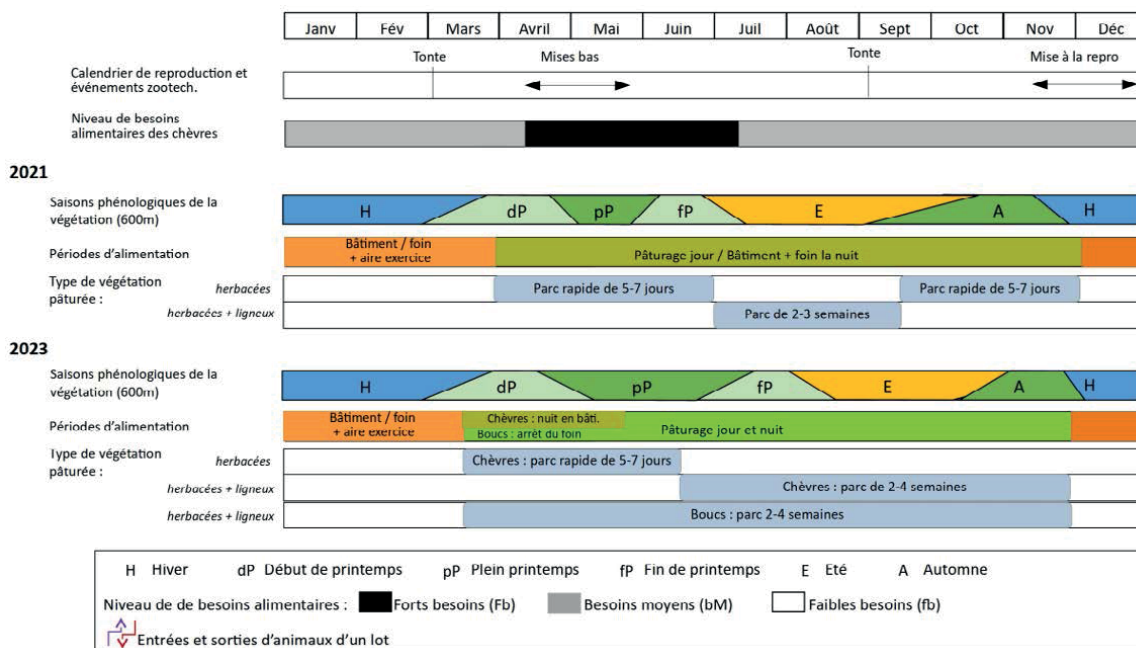 Janv Fév Mars Avril Mai Juin Juil Août Sept Oct Nov Déc
Tonte Mises bas Tonte Mise à la repro
Calendrier de reproduction et
événements zootech.
Niveau de besoins
alimentaires des chèvres
2021
Saisons phénologiques de la
végétation (600m)
H dP pP fP E A H
Périodes d'alimentation
Bâtiment / foin
+ aire exercice
Pâturage jour / Bâtiment + foin la nuit
Type de végétation
pâturée :
herbacées
Parc rapide de 5-7 jours
Parc rapide de 5-7 jours
herbacées + ligneux
Parc de 2-3 semaines
2023
Saisons phénologiques de la
végétation (600m)
H dP pP fP E A H
Périodes d'alimentation
Bâtiment / foin
+ aire exercice
Chèvres : nuit en bâti.
Boucs : arrêt du foin
Pâturage jour et nuit
Type de végétation
pâturée :
herbacées
Chèvres : parc rapide de 5-7 jours
herbacées + ligneux
Chèvres : parc de 2-4 semaines
herbacées + ligneux
Boucs : parc 2-4 semaines
H Hiver dP Début de printemps pP Plein printemps fP Fin de printemps E Eté A Automne
Niveau de de besoins alimentaires : Forts besoins (Fb) Besoins moyens (bM) Faibles besoins (fb)
Entrées et sorties d'animaux d'un lot